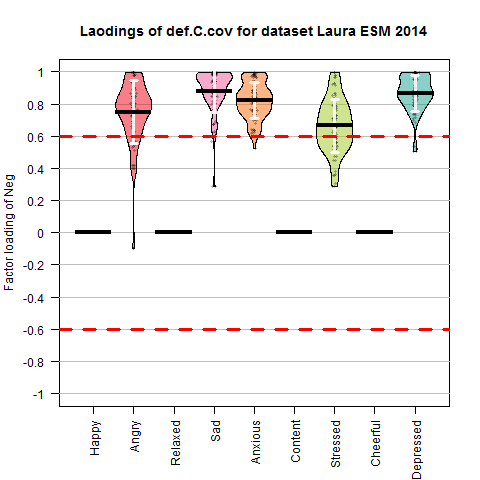 Laodings of def.C.cov for dataset Laura ESM 2014
Factor loading of Neg
1
0.8
0.6
0.4
0.2
0
-0.2
-0.4
-0.6
-0.8
-1
Happy
Angry
Relaxed
Sad
Anxious
Content
Stressed
Cheerful
Depressed